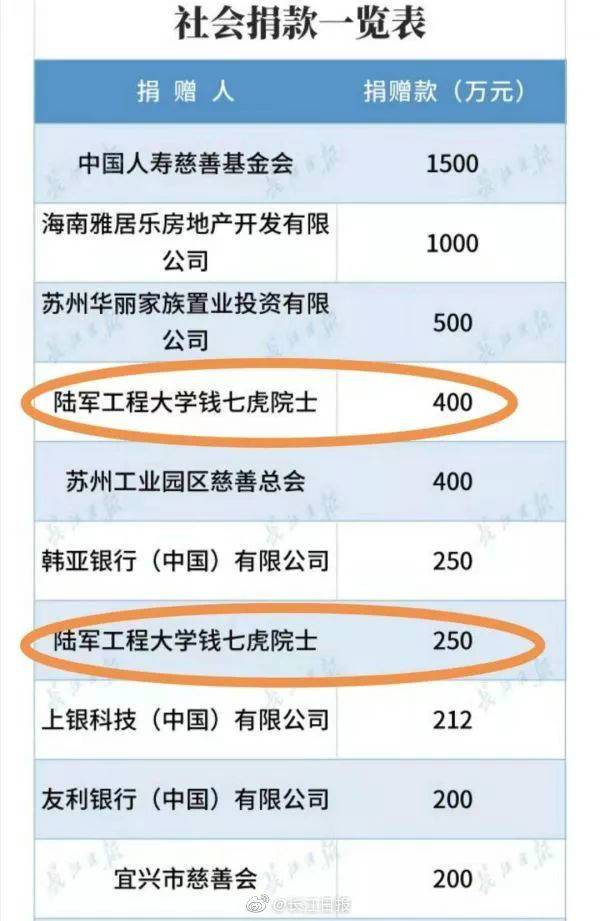 社会捐款一览表
捐赠人 捐赠款（万元）
中国人寿慈善基金会 1500
海南雅居乐房地产开发有限
公司 1000
苏州华丽家族置业投资有限
公司 500
陆军工程大学钱七虎院士 400
苏州工业园区慈善总会 400
韩亚银行（中国）有限公司 250
陆军工程大学钱七虎院士 250
上银科技（中国）有限公司 212
友利银行（中国）有限公司 200
宜兴市慈善会 200
@长江日报